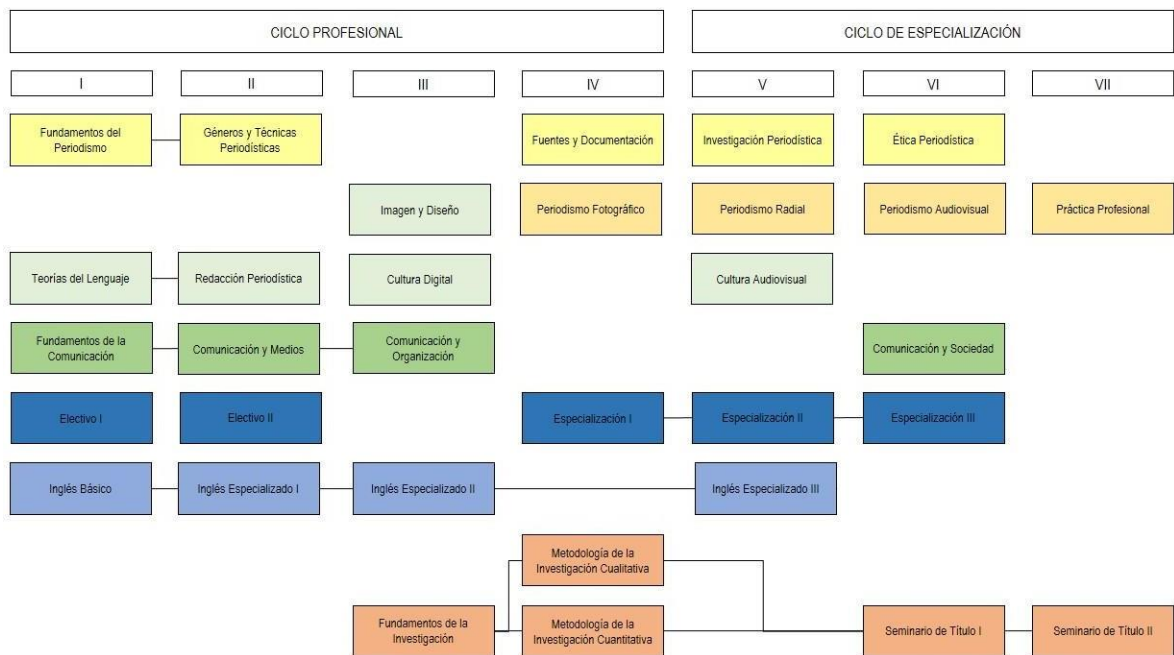 CICLO PROFESIONAL
CICLO DE ESPECIALIZACIÓN
I
II
III
IV
V
VI
VII
Fundamentos del
Periodismo
Géneros y Técnicas
Periodísticas
Fuentes y Documentación
Investigación Periodística
Ética Periodística
Imagen y Diseño
Periodismo Fotográfico
Periodismo Radial
Periodismo Audiovisual
Práctica Profesional
Teorías del Lenguaje
Redacción Periodística
Cultura Digital
Cultura Audiovisual
Fundamentos de la
Comunicación
Comunicación y Medios
Comunicación y
Organización
Comunicación y Sociedad
Electivo I
Electivo II
Especialización I
Especialización II
Especialización III
Inglés Básico
Inglés Especializado I
Inglés Especializado II
Inglés Especializado III
Metodología de la
Investigación Cualitativa
Fundamentos de la
Investigación
Metodología de la
Investigación Cuantitativa
Seminario de Título I
Seminario de Título II